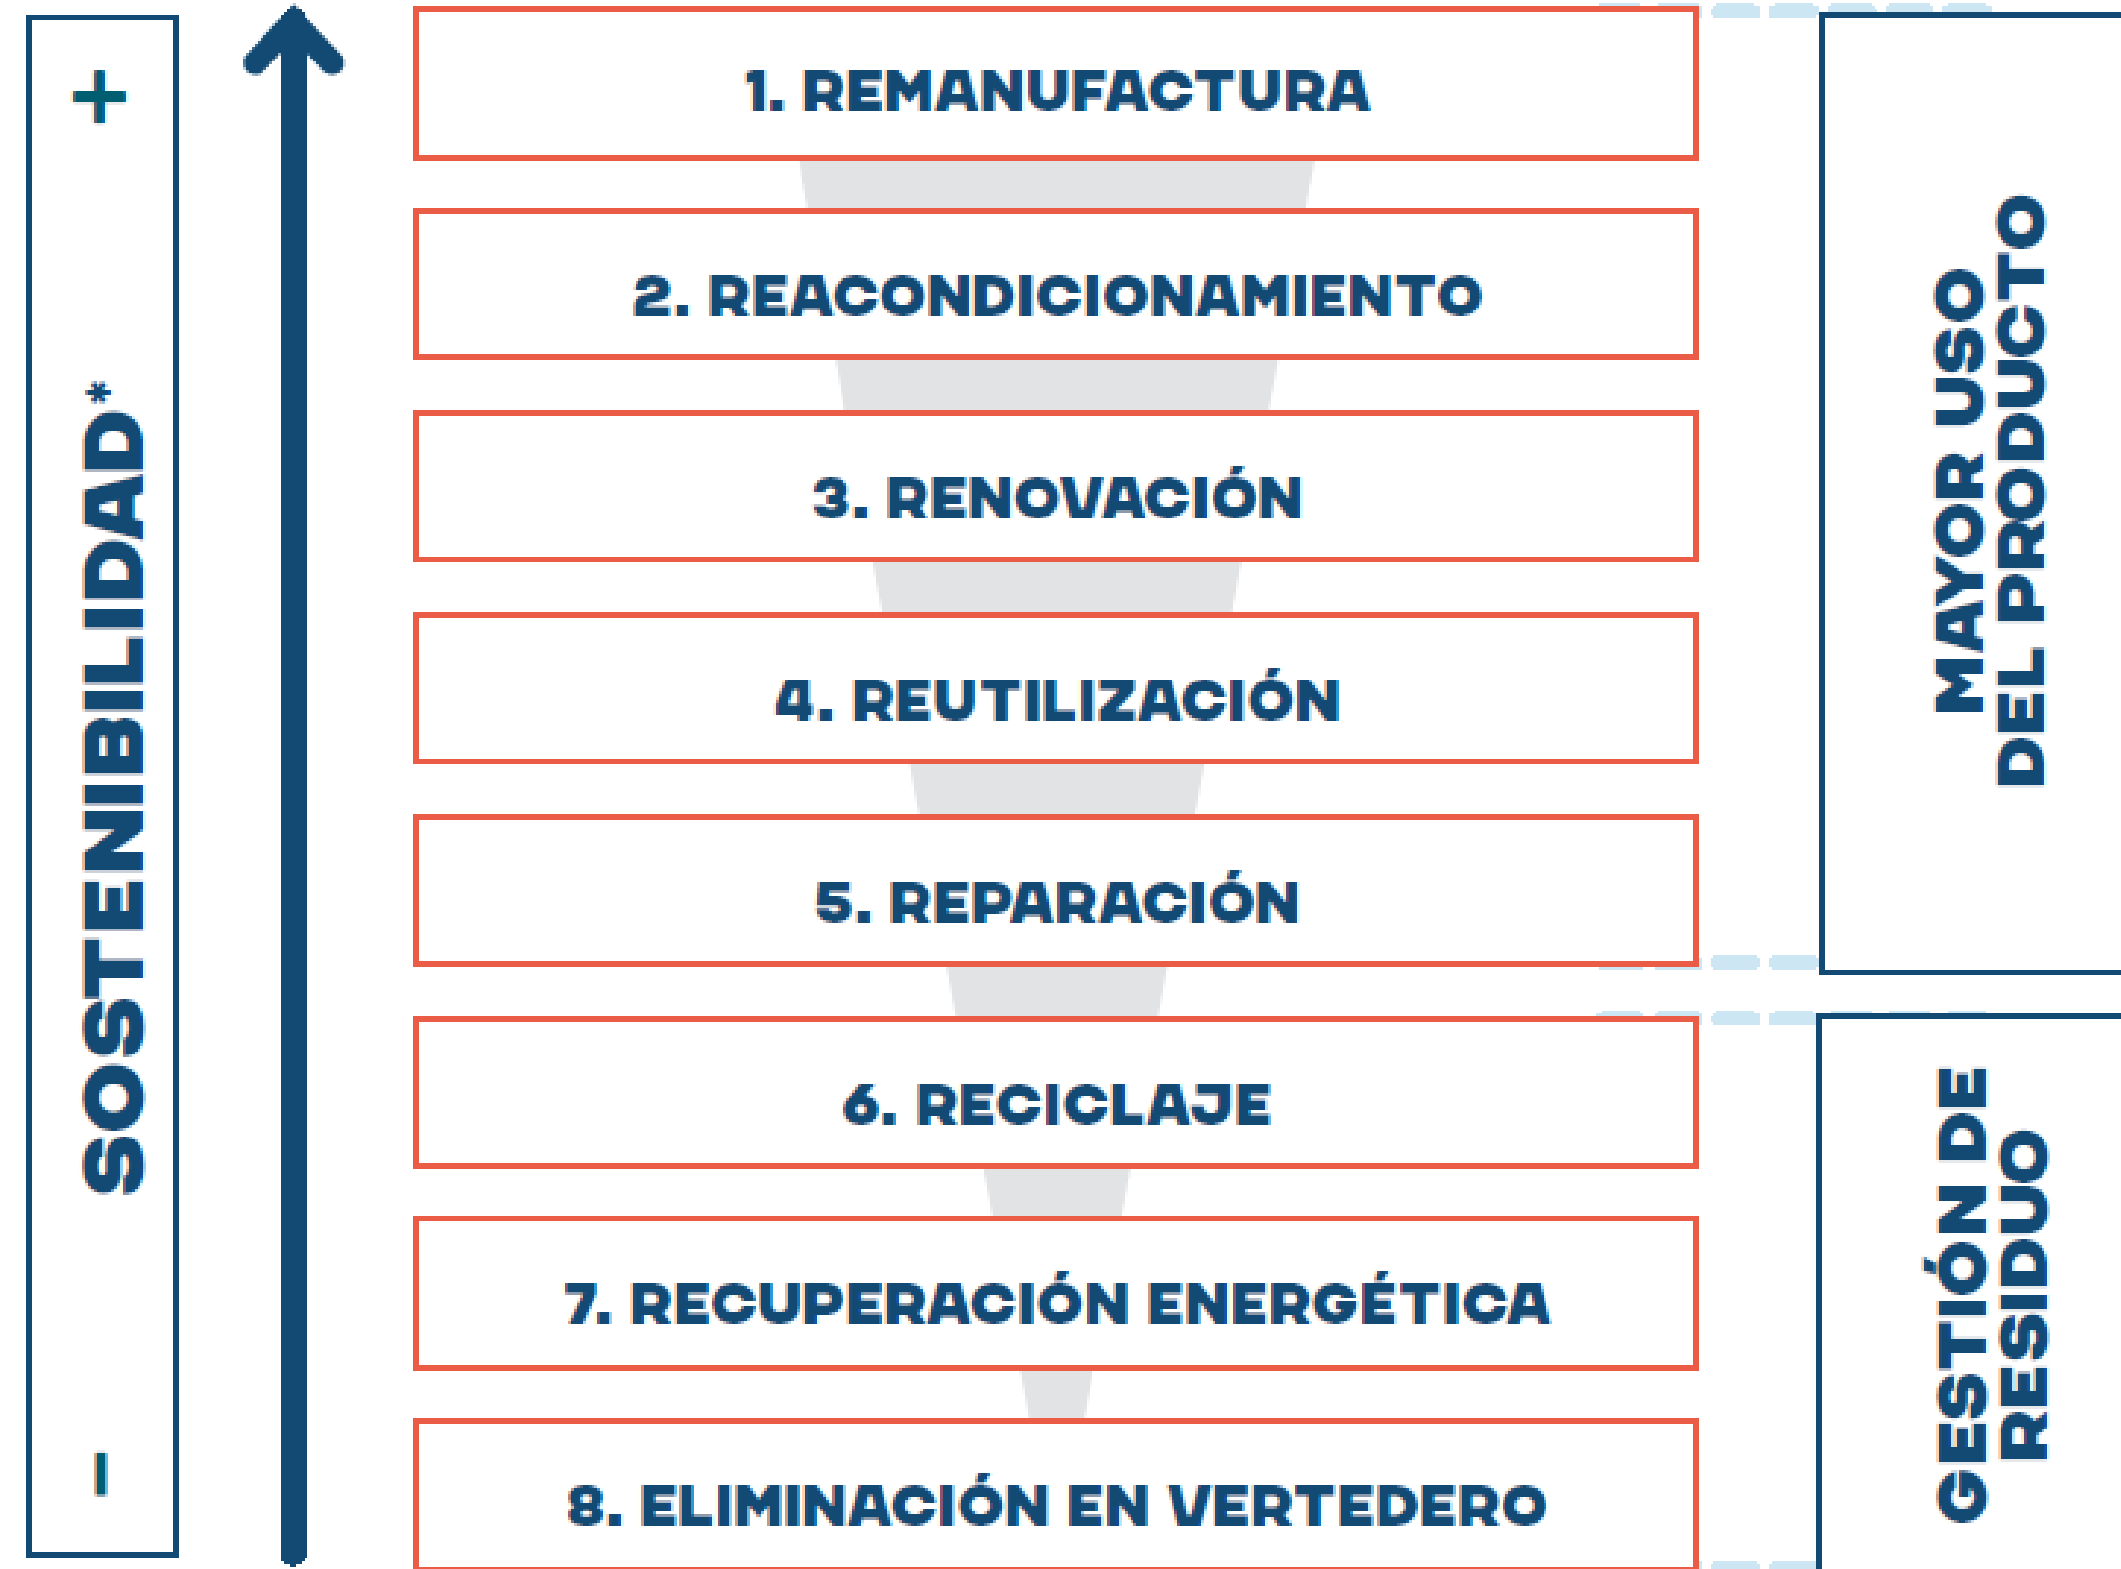 +
SOSTENIBILIDAD*
–
1. REMANUFACTURA
2. REACONDICIONAMIENTO
3. RENOVACIÓN
4. REUTILIZACIÓN
5. REPARACIÓN
6. RECICLAJE
7. RECUPERACIÓN ENERGÉTICA
8. ELIMINACIÓN EN VERTEDERO
MAYOR USO
DEL PRODUCTO
GESTIÓN DE
RESIDUO